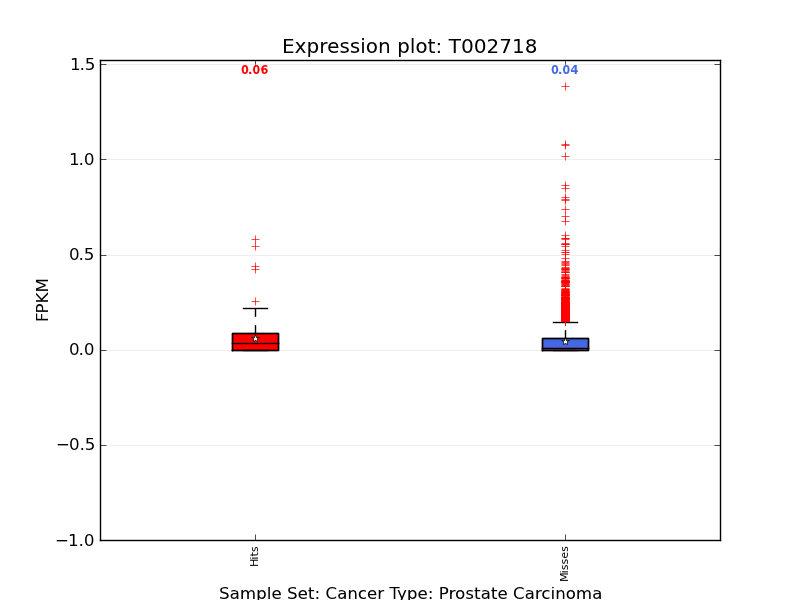 Expression plot: T002718
0.06
0.04
1.5
1.0
0.5
0.0
−0.5
−1.0
FPKM
Hits
Misses
Sample Set: Cancer Type: Prostate Carcinoma